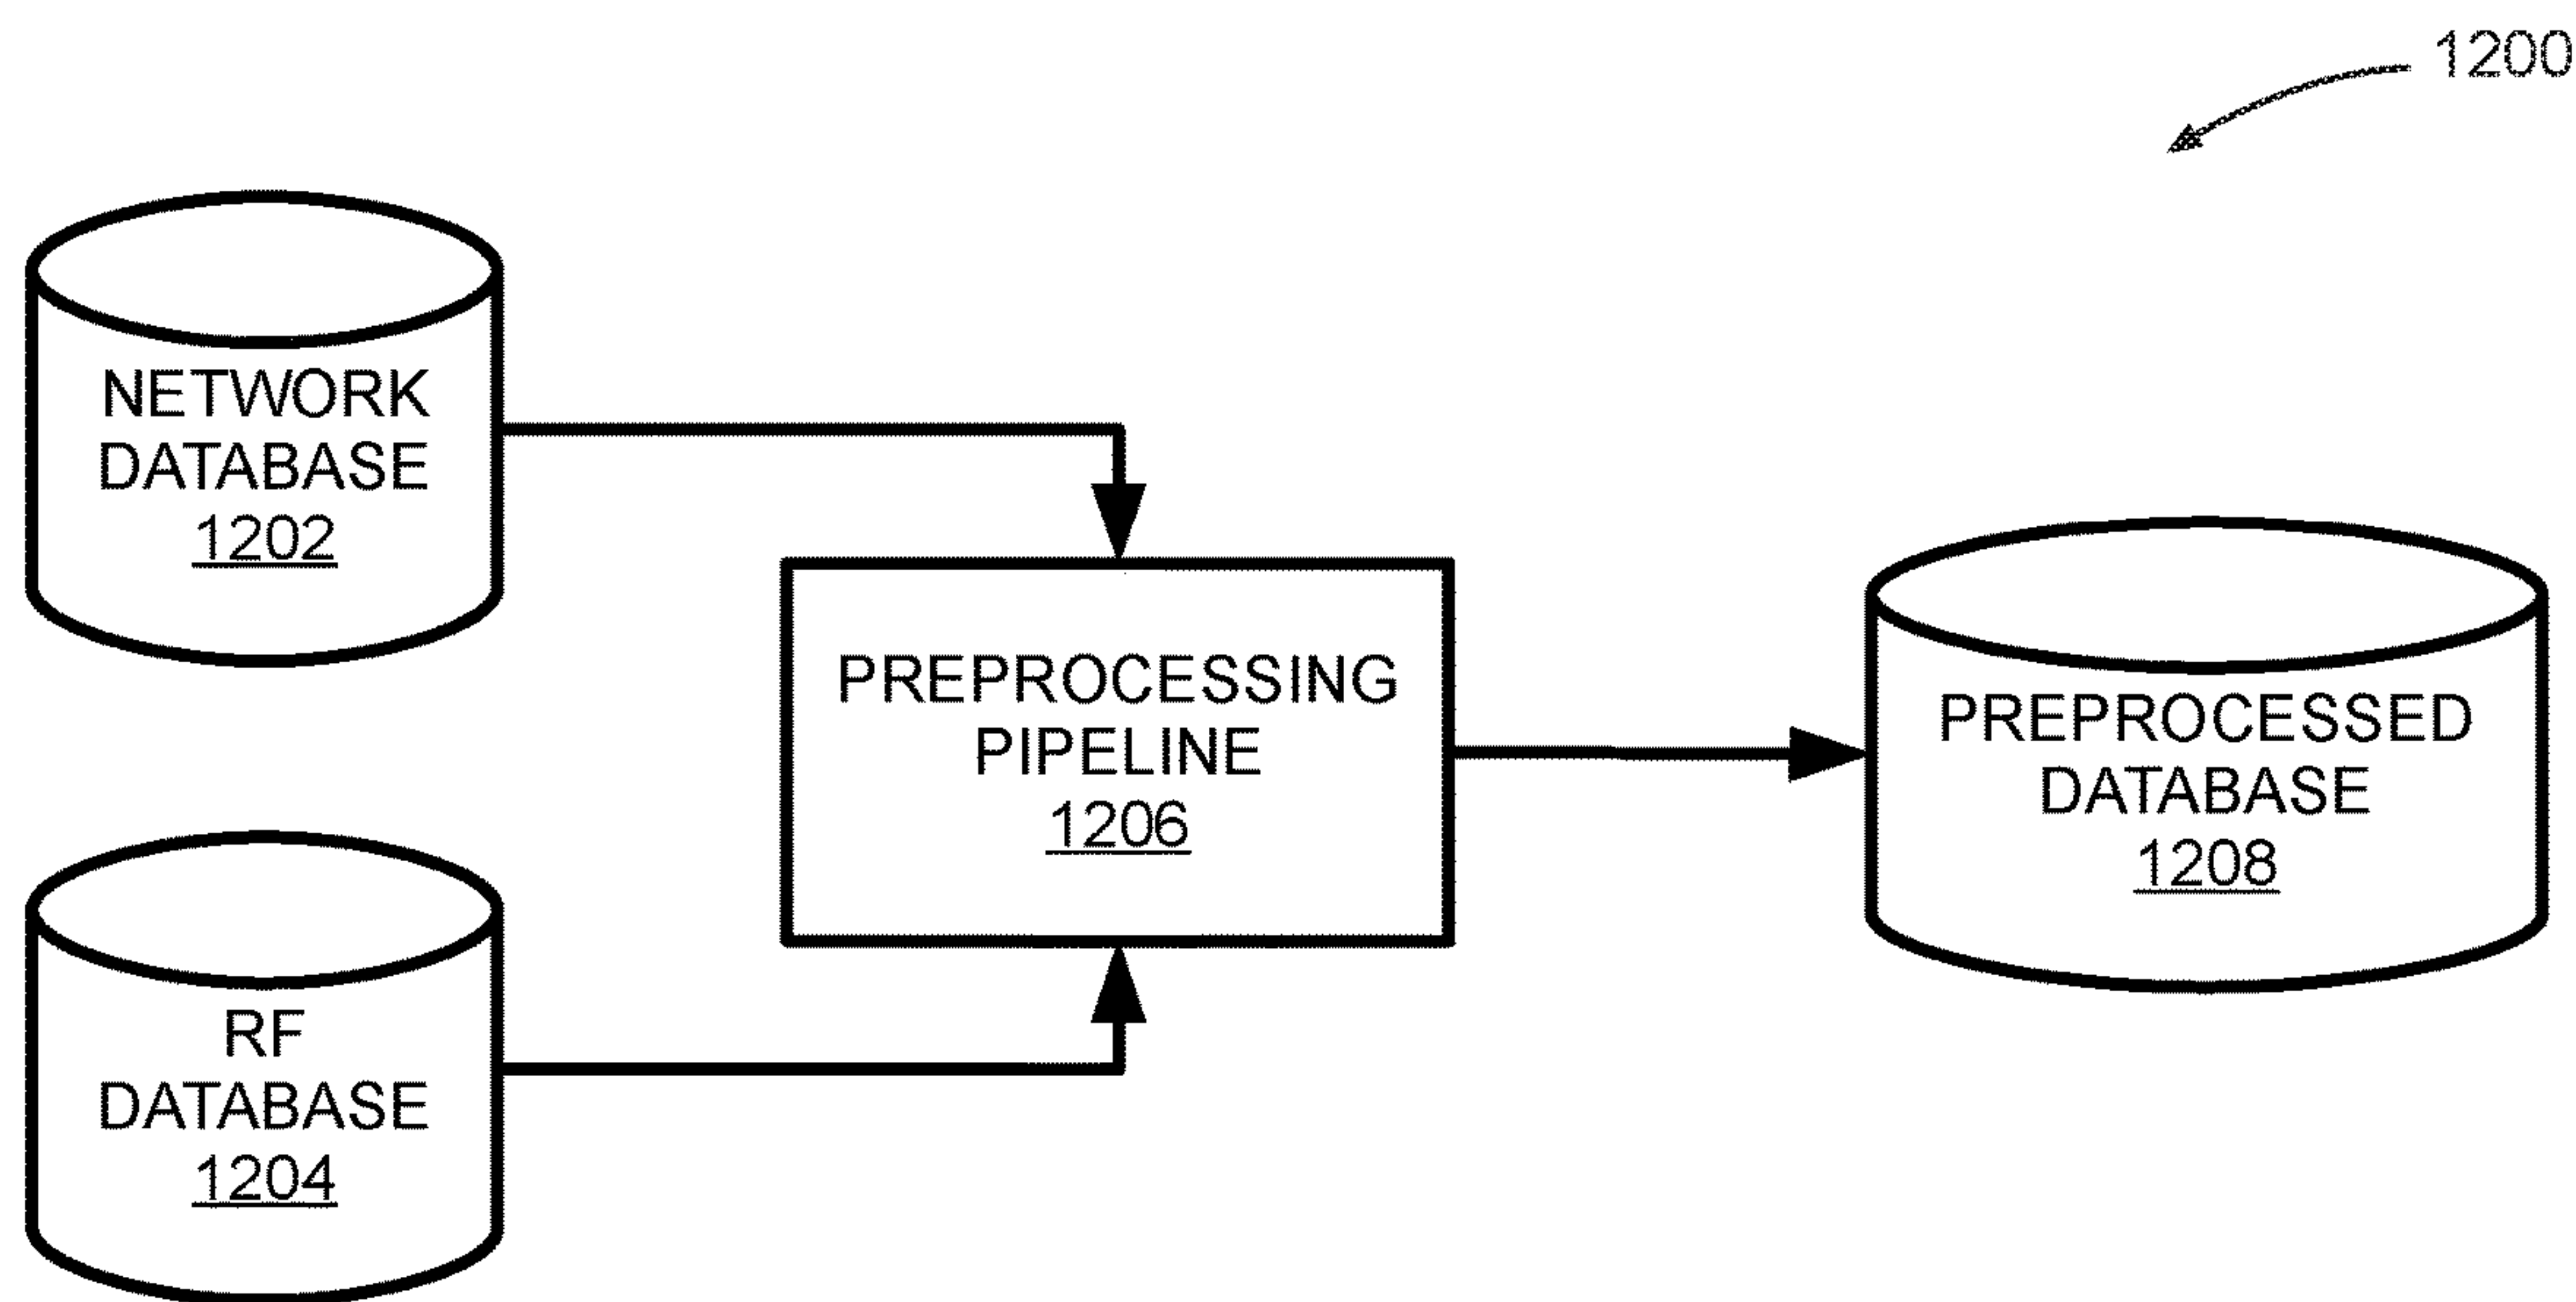 1200
NETWORK
DATABASE
1202
PREPROCESSING
PIPELINE
1206
PREPROCESSED
DATABASE
1208
RF
DATABASE
1204